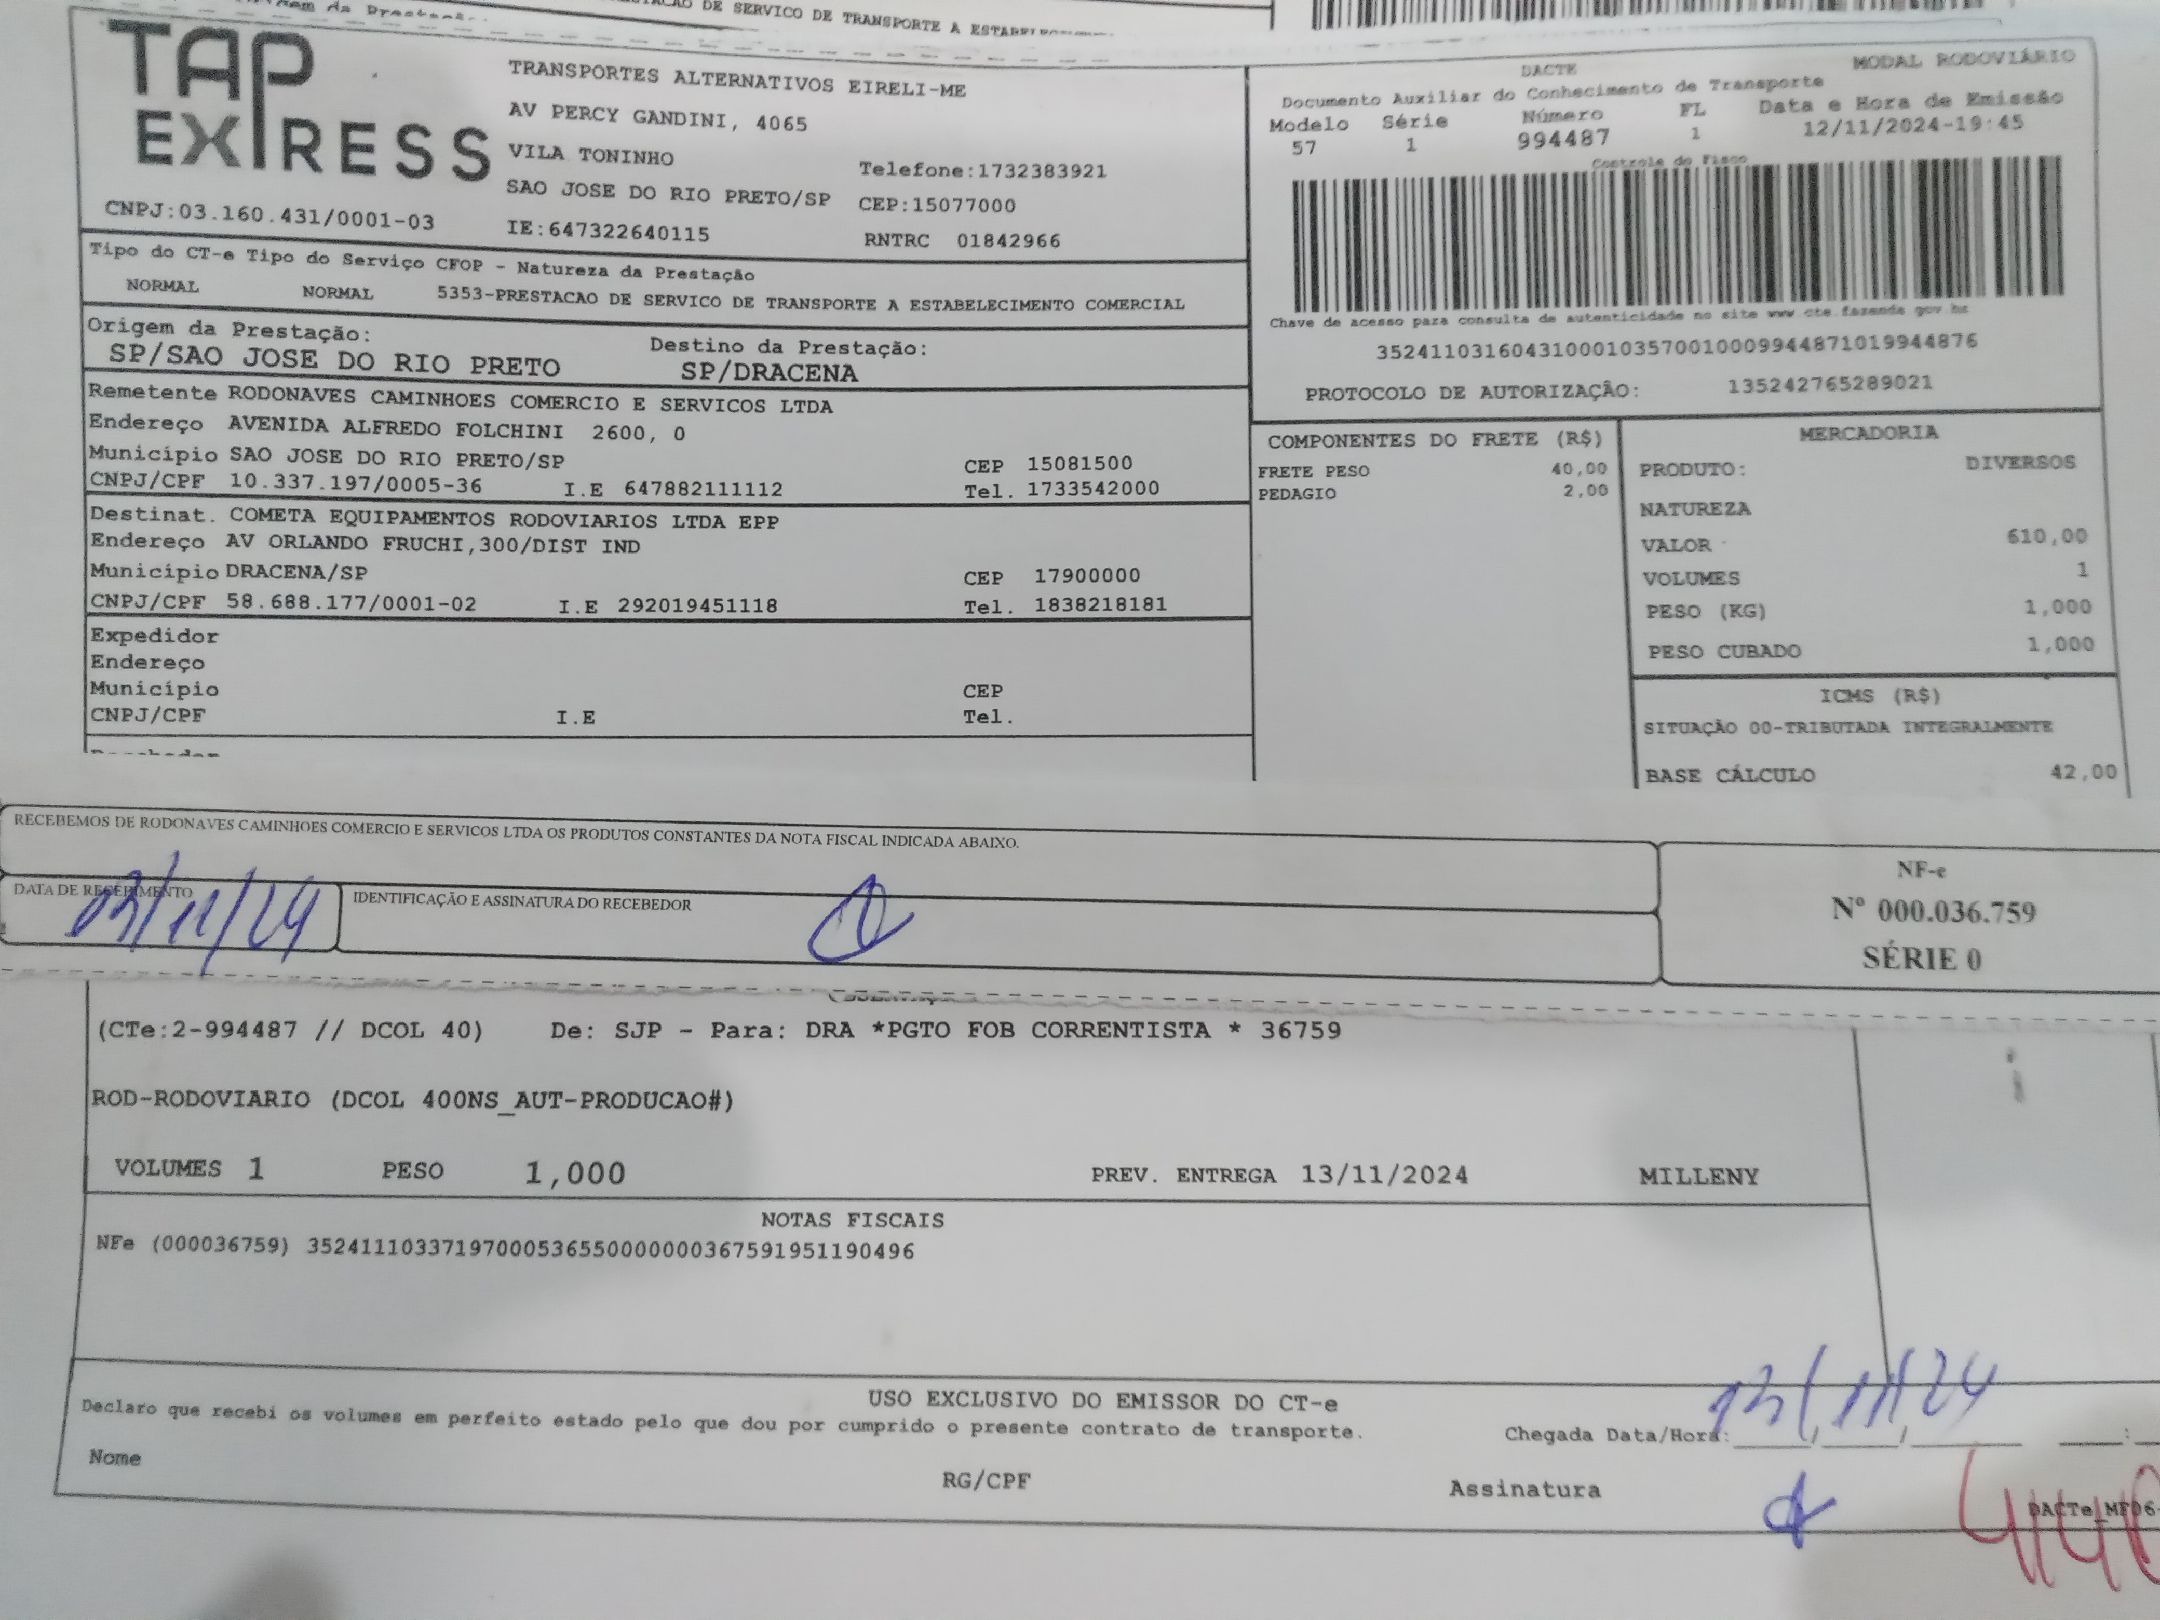 DE SERVICO DE TRANSPORTE A
TAP
EXPRESS
TRANSPORTES ALTERNATIVOS EIRELI-ME
AV PERCY GANDINI, 4065
VILA TONINHO
Telefone:1732383921
SAO JOSE DO RIO PRETO/SP CEP:15077000
CNPJ:03.160.431/0001-03
IE:647322640115
RNTRC 01842966
DACTE
MODAL RODOVIÁRIO
Documento Auxiliar do Conhecimento de Transporte
Modelo Série Número FL Data e Hora de Emissão
57 1 994487 1 12/11/2024-19:45
Controle do Fisco
Chave de acesso para consulta de autenticidade no site www.cte.fazenda.gov.br
35241103160431000103570010009944871019944876
PROTOCOLO DE AUTORIZAÇÃO: 135242765289021
Tipo do CT-e Tipo do Serviço CFOP - Natureza da Prestação
NORMAL NORMAL 5353-PRESTACAO DE SERVICO DE TRANSPORTE A ESTABELECIMENTO COMERCIAL
Origem da Prestação: Destino da Prestação:
SP/SAO JOSE DO RIO PRETO SP/DRACENA
Remetente RODONAVES CAMINHOES COMERCIO E SERVICOS LTDA
Endereço AVENIDA ALFREDO FOLCHINI 2600, 0
Município SAO JOSE DO RIO PRETO/SP CEP 15081500
CNPJ/CPF 10.337.197/0005-36 I.E 647882111112 Tel. 1733542000
Destinat. COMETA EQUIPAMENTOS RODOVIARIOS LTDA EPP
Endereço AV ORLANDO FRUCHI,300/DIST IND
Município DRACENA/SP CEP 17900000
CNPJ/CPF 58.688.177/0001-02 I.E 292019451118 Tel. 1838218181
Expedidor
Endereço
Município CEP
CNPJ/CPF I.E Tel.
COMPONENTES DO FRETE (R$)
FRETE PESO 40,00
PEDAGIO 2,00
MERCADORIA
PRODUTO: DIVERSOS
NATUREZA
VALOR 610,00
VOLUMES 1
PESO (KG) 1,000
PESO CUBADO 1,000
ICMS (R$)
SITUAÇÃO 00-TRIBUTADA INTEGRALMENTE
BASE CÁLCULO 42,00
RECEBEMOS DE RODONAVES CAMINHOES COMERCIO E SERVICOS LTDA OS PRODUTOS CONSTANTES DA NOTA FISCAL INDICADA ABAIXO.
DATA DE RECEBIMENTO
13/11/24
IDENTIFICAÇÃO E ASSINATURA DO RECEBEDOR
NF-e
Nº 000.036.759
SÉRIE 0
(CTe:2-994487 // DCOL 40) De: SJP - Para: DRA *PGTO FOB CORRENTISTA * 36759
ROD-RODOVIARIO (DCOL 400NS_AUT-PRODUCAO#)
VOLUMES 1 PESO 1,000 PREV. ENTREGA 13/11/2024 MILLENY
NOTAS FISCAIS
NFe (000036759) 35241110337197000536550000000367591951190496
USO EXCLUSIVO DO EMISSOR DO CT-e
Declaro que recebi os volumes em perfeito estado pelo que dou por cumprido o presente contrato de transporte.
Chegada Data/Hora: 13/11/24
Nome RG/CPF Assinatura